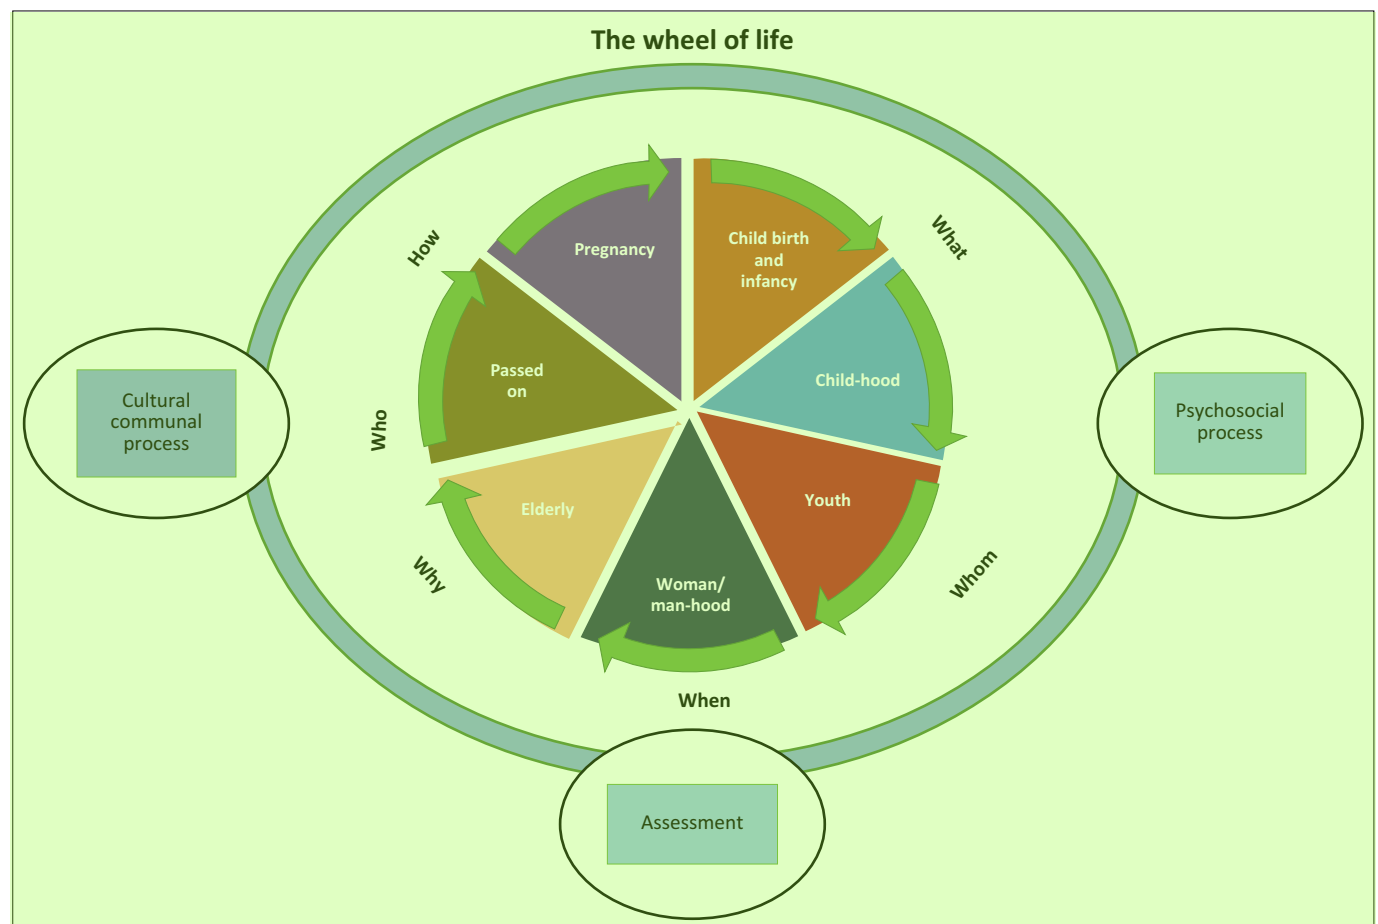 The wheel of life
How
What
Pregnancy
Child birth
and
infancy
Passed
on
Child-hood
Cultural
communal
process
Who
Psychosocial
process
Elderly
Youth
Why
Woman/
man-hood
Whom
When
Assessment